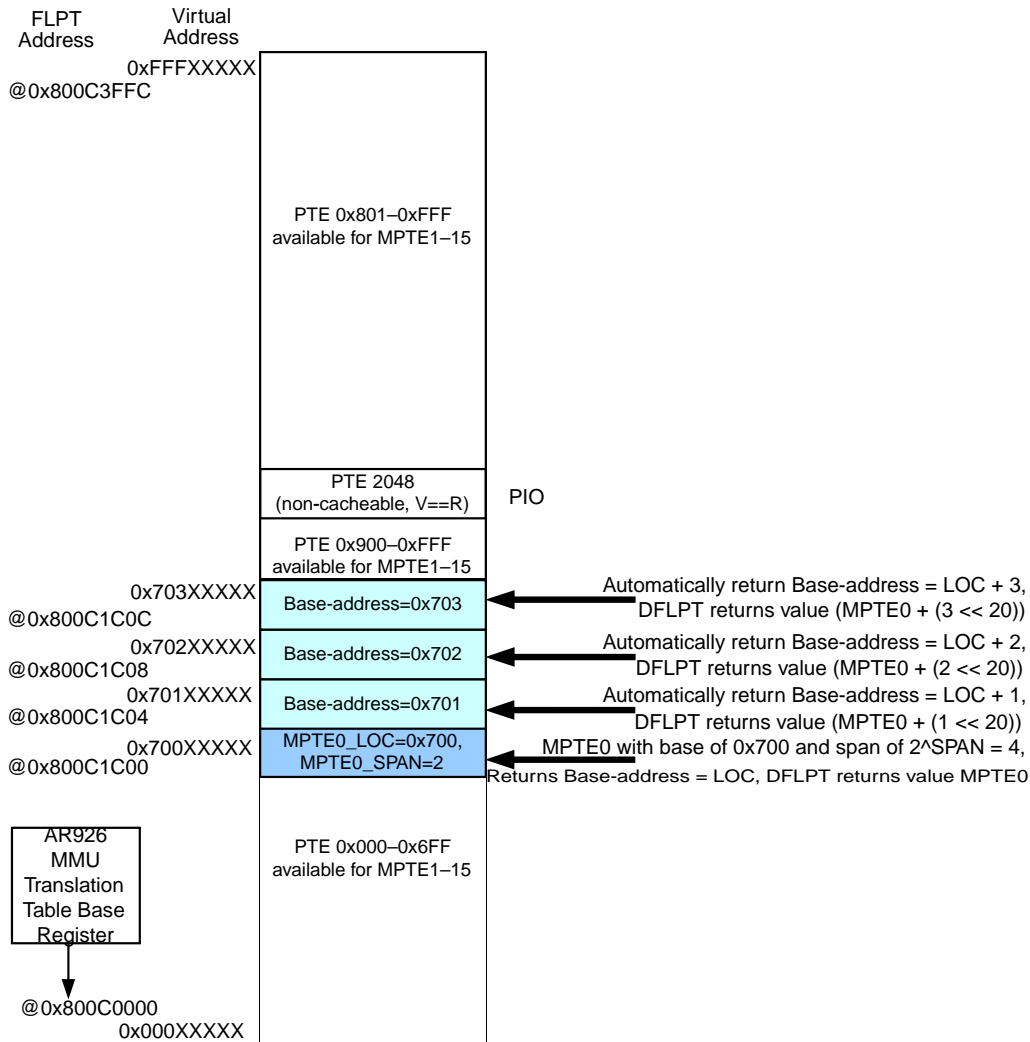 FLPT
Address
Virtual
Address
0xFFFXXXXX
@0x800C3FFC
PTE 0x801–0xFFF
available for MPTE1–15
PTE 2048
(non-cacheable, V==R)
PIO
PTE 0x900–0xFFF
available for MPTE1–15
0x703XXXXX
@0x800C1C0C
Base-address=0x703
Automatically return Base-address = LOC + 3,
DFLPT returns value (MPTE0 + (3 << 20))
0x702XXXXX
@0x800C1C08
Base-address=0x702
Automatically return Base-address = LOC + 2,
DFLPT returns value (MPTE0 + (2 << 20))
0x701XXXXX
@0x800C1C04
Base-address=0x701
Automatically return Base-address = LOC + 1,
DFLPT returns value (MPTE0 + (1 << 20))
0x700XXXXX
@0x800C1C00
MPTE0_LOC=0x700,
MPTE0_SPAN=2
MPTE0 with base of 0x700 and span of 2^SPAN = 4,
Returns Base-address = LOC, DFLPT returns value MPTE0
PTE 0x000–0x6FF
available for MPTE1–15
AR926
MMU
Translation
Table Base
Register
@0x800C0000
0x000XXXXX